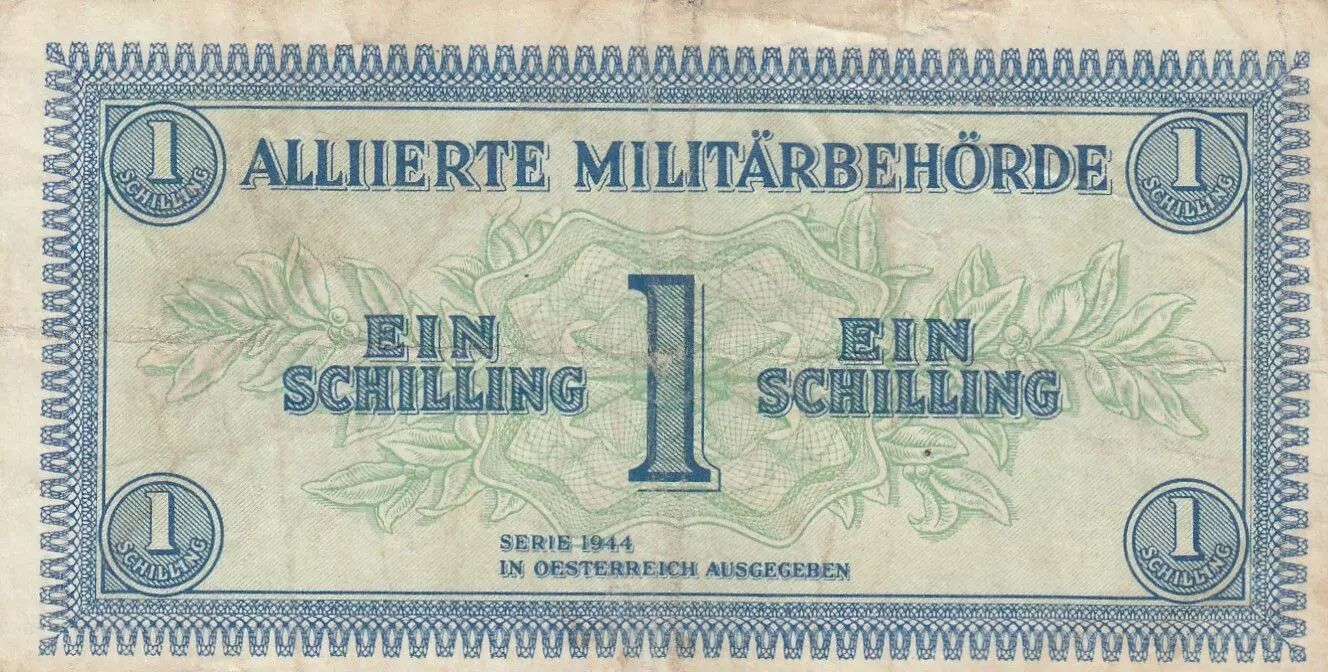 1 SCHILLING
ALLIIERTE MILITÄRBEHÖRDE
1 SCHILLING
EIN SCHILLING
1
EIN SCHILLING
1 SCHILLING
SERIE 1944
IN OESTERREICH AUSGEGEBEN
1 SCHILLING